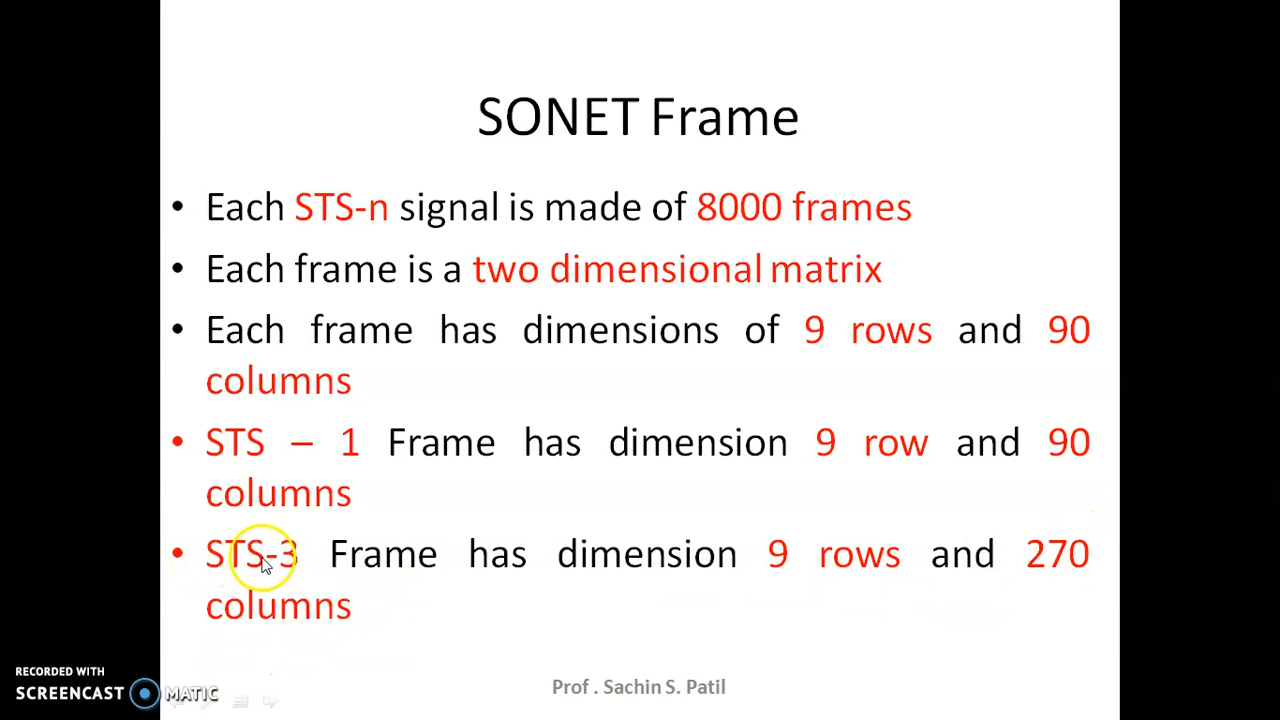 SONET Frame
• Each STS-n signal is made of 8000 frames
• Each frame is a two dimensional matrix
• Each frame has dimensions of 9 rows and 90
columns
• STS – 1 Frame has dimension 9 row and 90
columns
• STS-3 Frame has dimension 9 rows and 270
columns
RECORDED WITH
SCREENCAST MATIC
Prof . Sachin S. Patil